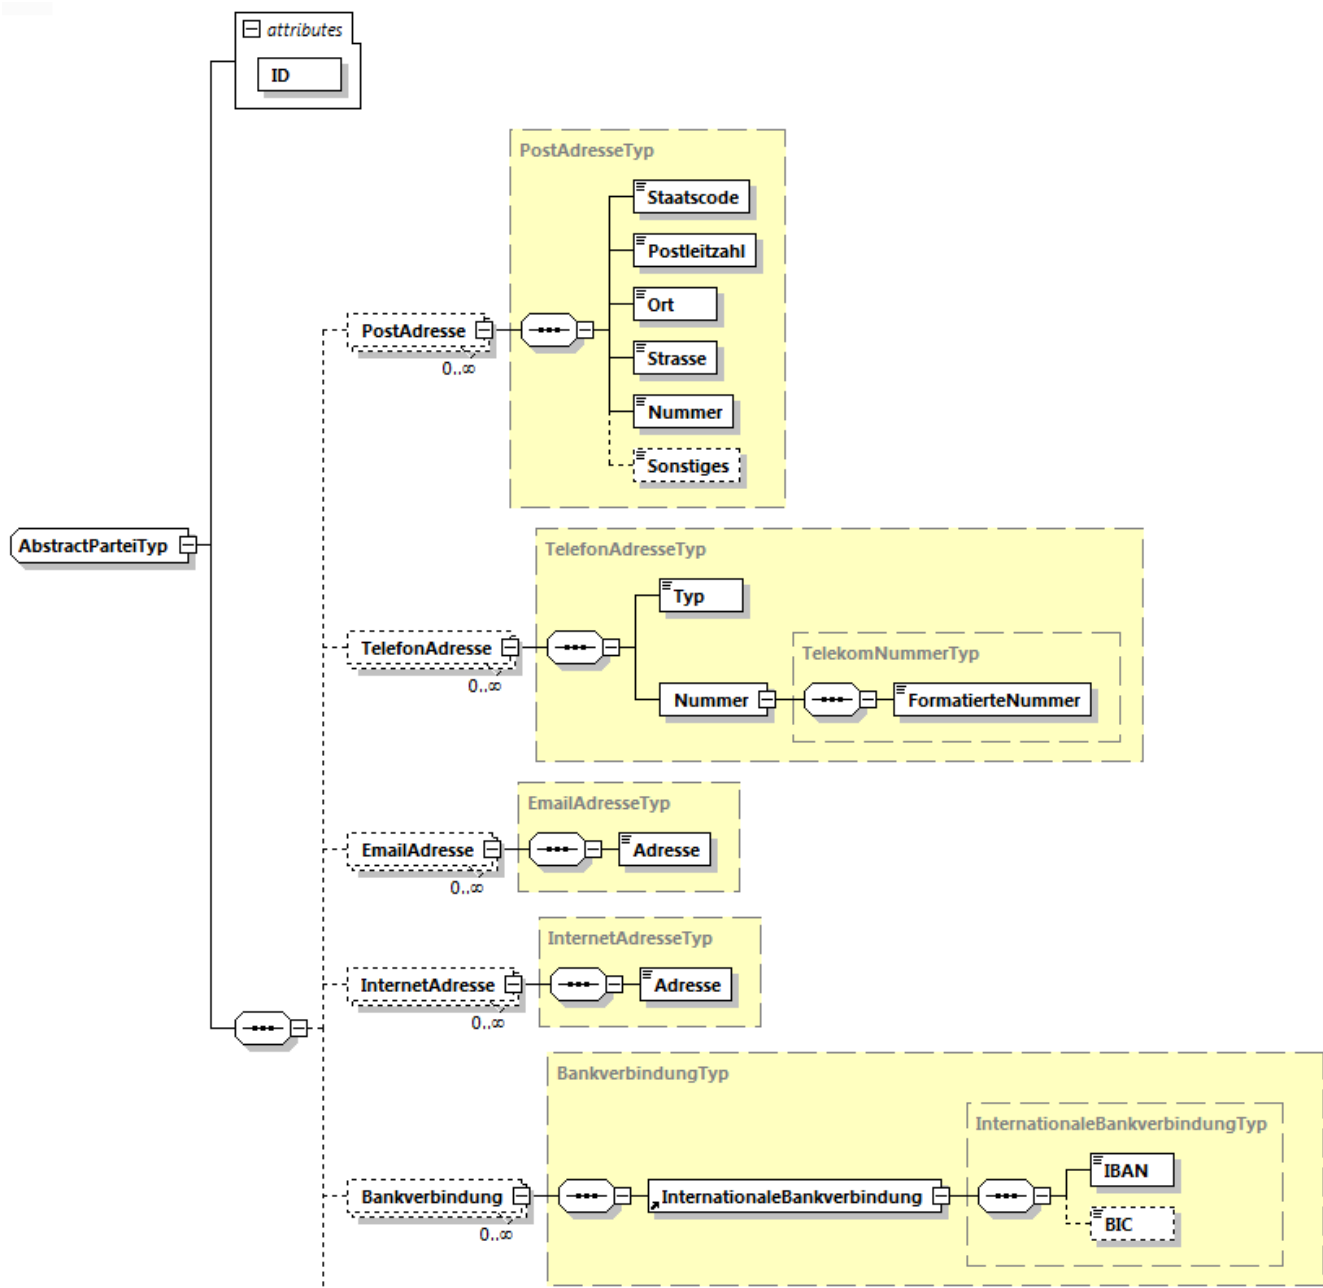 attributes
ID
PostAdresseTyp
Staatscode
Postleitzahl
Ort
PostAdresse
0..∞
Strasse
Nummer
Sonstiges
AbstractParteiTyp
TelefonAdresseTyp
Typ
TelefonAdresse
0..∞
TelekomNummerTyp
Nummer
FormatierteNummer
EmailAdresseTyp
EmailAdresse
0..∞
Adresse
InternetAdresseTyp
InternetAdresse
0..∞
Adresse
BankverbindungTyp
InternationaleBankverbindungTyp
IBAN
Bankverbindung
0..∞
InternationaleBankverbindung
BIC